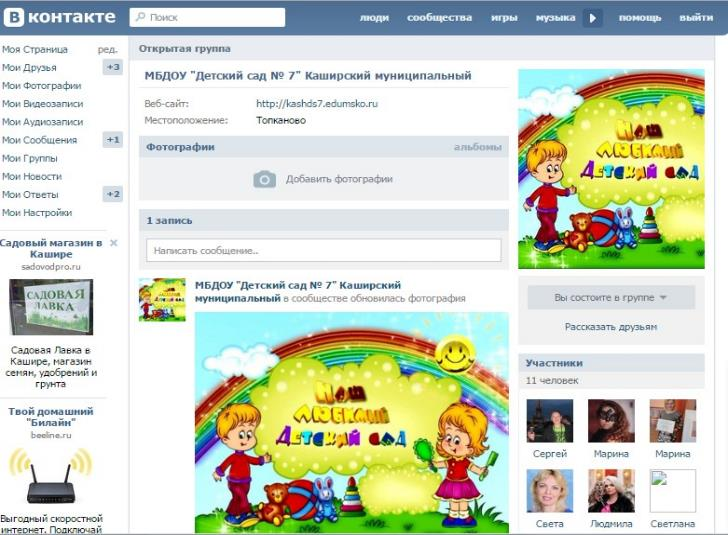 В контакте
Поиск
люди
сообщества
игры
музыка
помощь
выйти
Моя Страница
ред.
Мои Друзья
+3
Мои Фотографии
Мои Видеозаписи
Мои Аудиозаписи
Мои Сообщения
+1
Мои Группы
Мои Новости
Мои Ответы
+2
Мои Настройки
Садовый магазин в
Кашире
sadovodpro.ru
САДОВАЯ
ЛАВКА
Садовая Лавка в
Кашире, магазин
семян, удобрений и
грунта
Твой домашний
"Билайн"
beeline.ru
Выгодный скоростной
интернет. Подключай
Открытая группа
МБДОУ "Детский сад № 7" Каширский муниципальный
Веб-сайт:
http://kashds7.edumsko.ru
Местоположение:
Топканово
Фотографии
альбомы
Добавить фотографии
1 запись
Написать сообщение..
МБДОУ "Детский сад № 7" Каширский
муниципальный в сообществе обновилась фотография
Наш
Любимый
Детский сад
Наш
Любимый
Детский сад
Вы состоите в группе
Рассказать друзьям
Участники
11 человек
Сергей
Марина
Марина
Света
Людмила
Светлана